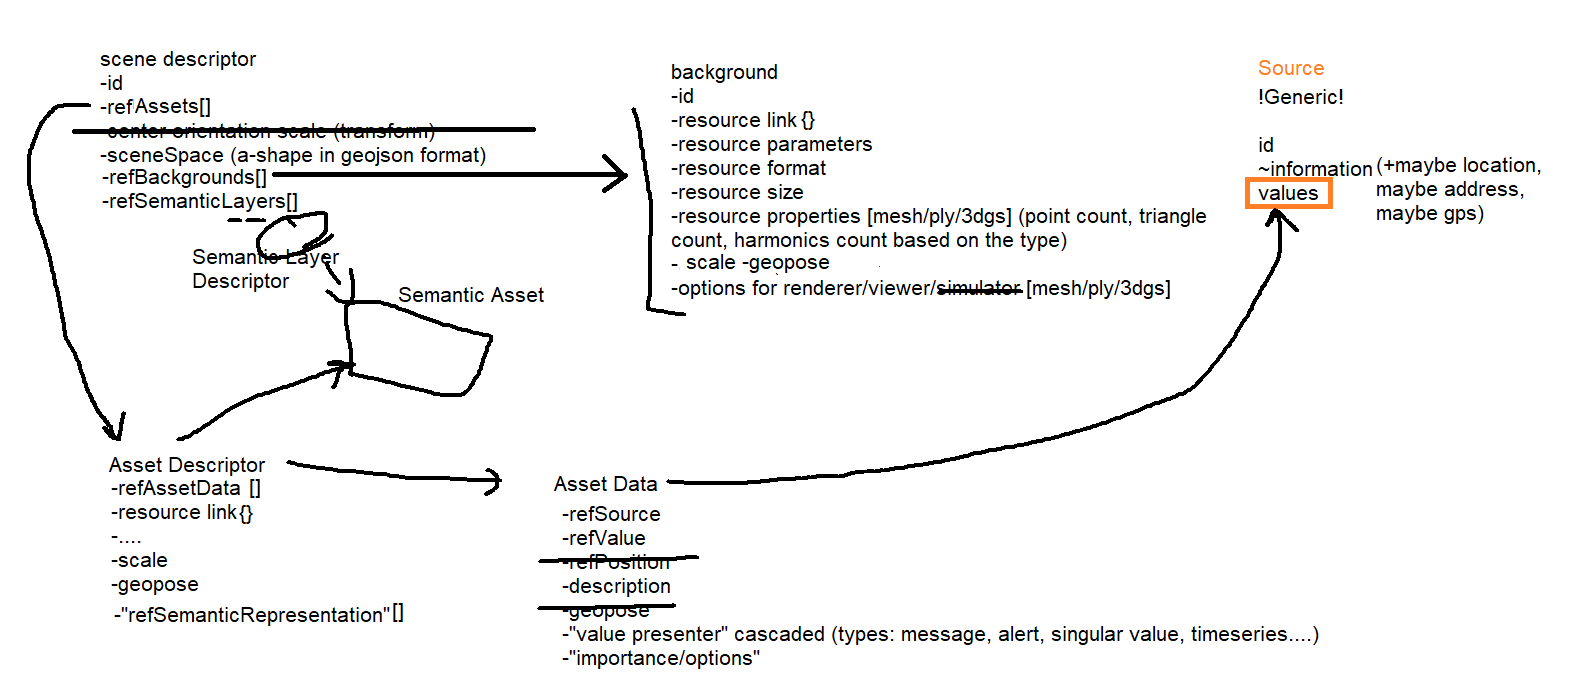 scene descriptor
-id
-refAssets[]
-center orientation scale (transform)
-sceneSpace (a-shape in geojson format)
-refBackgrounds[]
-refSemanticLayers[]
Semantic Layer
Descriptor
Semantic Asset
background
-id
-resource link{}
-resource parameters
-resource format
-resource size
-resource properties [mesh/ply/3dgs] (point count, triangle
count, harmonics count based on the type)
- scale -geopose
-options for renderer/viewer/simulator [mesh/ply/3dgs]
Source
!Generic!
id
~information (+maybe location,
maybe address,
maybe gps)
values
Asset Descriptor
-refAssetData []
-resource link{}
-....
-scale
-geopose
-"refSemanticRepresentation"[]
Asset Data
-refSource
-refValue
-refPosition
-description
-geopose
-"value presenter" cascaded (types: message, alert, singular value, timeseries....)
-"importance/options"